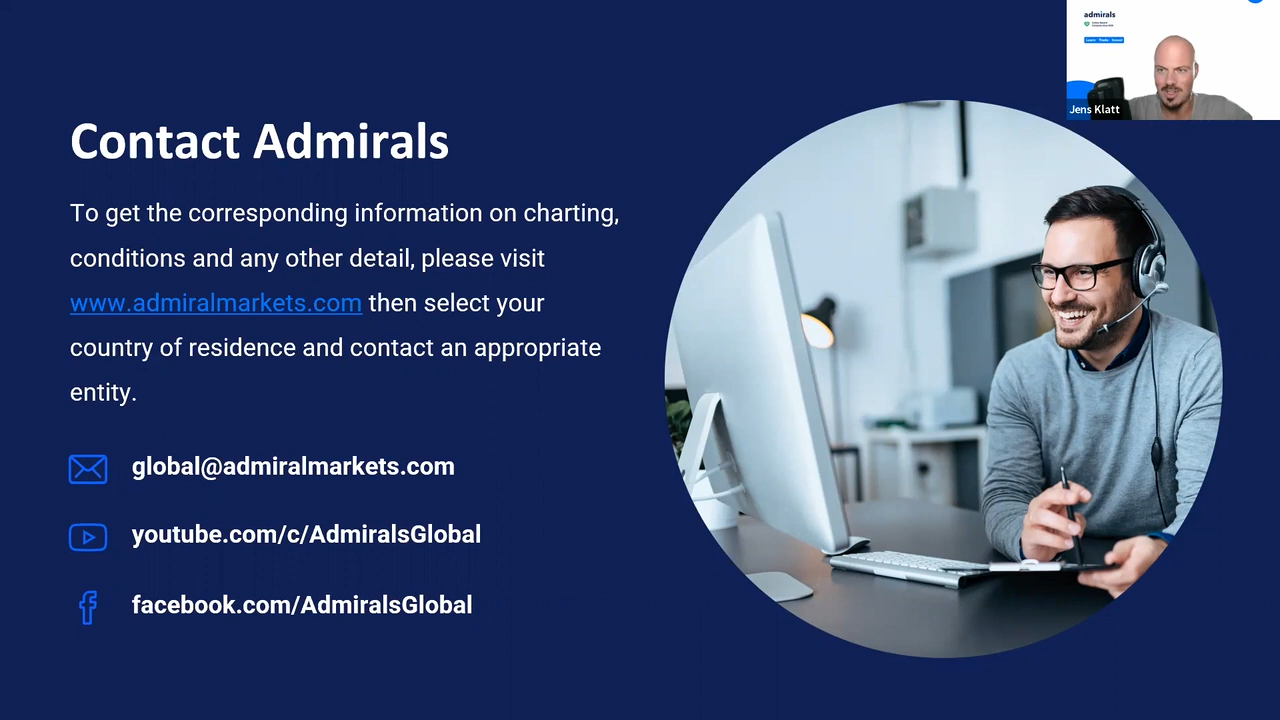 admirals
Contact Admirals
To get the corresponding information on charting,
conditions and any other detail, please visit
www.admiralmarkets.com then select your
country of residence and contact an appropriate
entity.
global@admiralmarkets.com
youtube.com/c/AdmiralsGlobal
facebook.com/AdmiralsGlobal
Jens Klatt